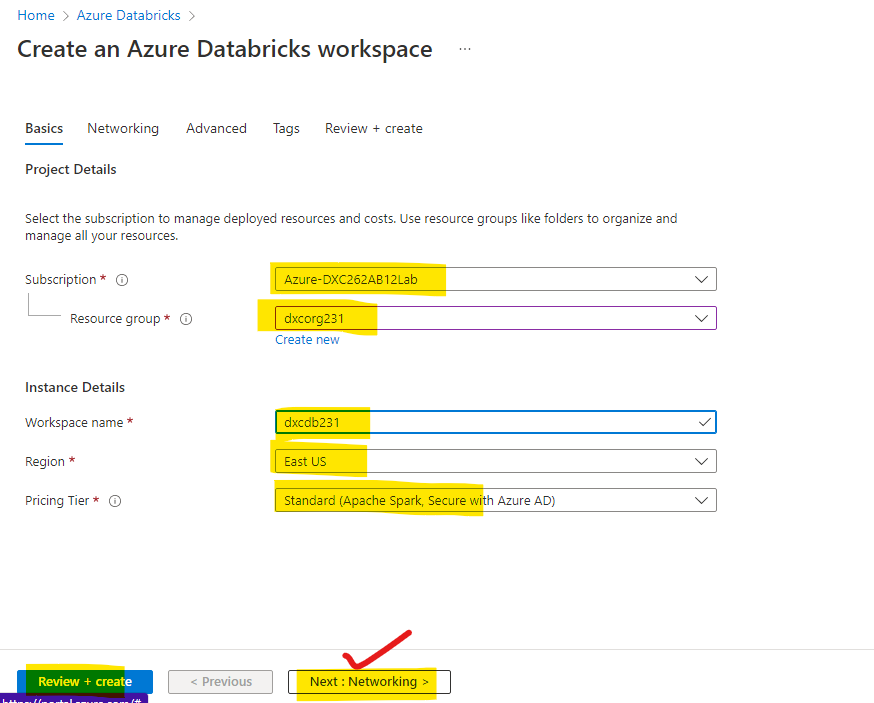 Home > Azure Databricks >
Create an Azure Databricks workspace ...
Basics Networking Advanced Tags Review + create
Project Details
Select the subscription to manage deployed resources and costs. Use resource groups like folders to organize and
manage all your resources.
Subscription * Azure-DXC262AB12Lab
Resource group * dxcorg231
Create new
Instance Details
Workspace name * dxcdb231
Region * East US
Pricing Tier * Standard (Apache Spark, Secure with Azure AD)
Review + create < Previous Next : Networking >
https://portal.azure.com/#